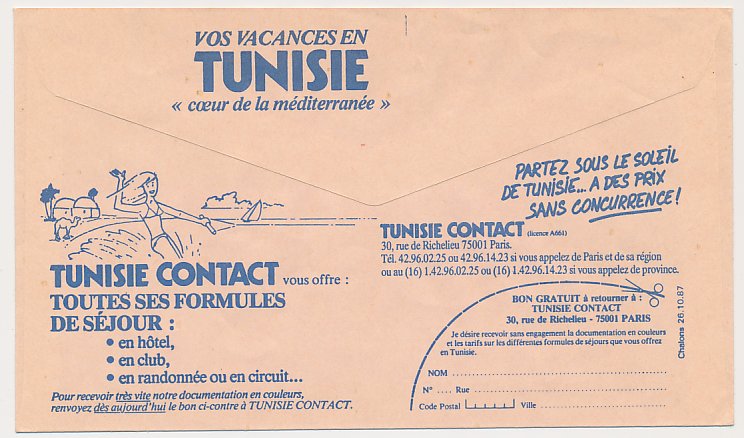 VOS VACANCES EN
TUNISIE
« cœur de la méditerranée »
PARTEZ SOUS LE SOLEIL
DE TUNISIE... A DES PRIX
SANS CONCURRENCE !
TUNISIE CONTACT (licence A661)
30, rue de Richelieu 75001 Paris.
Tél. 42.96.02.25 ou 42.96.14.23 si vous appelez de Paris et de sa région
ou au (16) 1.42.96.02.25 ou (16) 1.42.96.14.23 si vous appelez de province.
TUNISIE CONTACT vous offre :
TOUTES SES FORMULES
DE SÉJOUR :
• en hôtel,
• en club,
• en randonnée ou en circuit...
Pour recevoir très vite notre documentation en couleurs,
renvoyez dès aujourd'hui le bon ci-contre à TUNISIE CONTACT.
BON GRATUIT à retourner à :
TUNISIE CONTACT
30, rue de Richelieu - 75001 PARIS
Je désire recevoir sans engagement la documentation en couleurs
et les tarifs sur les différentes formules de séjours que vous offrez
en Tunisie.
NOM
N° .... Rue
Code Postal Ville
Chalons 26.10.87